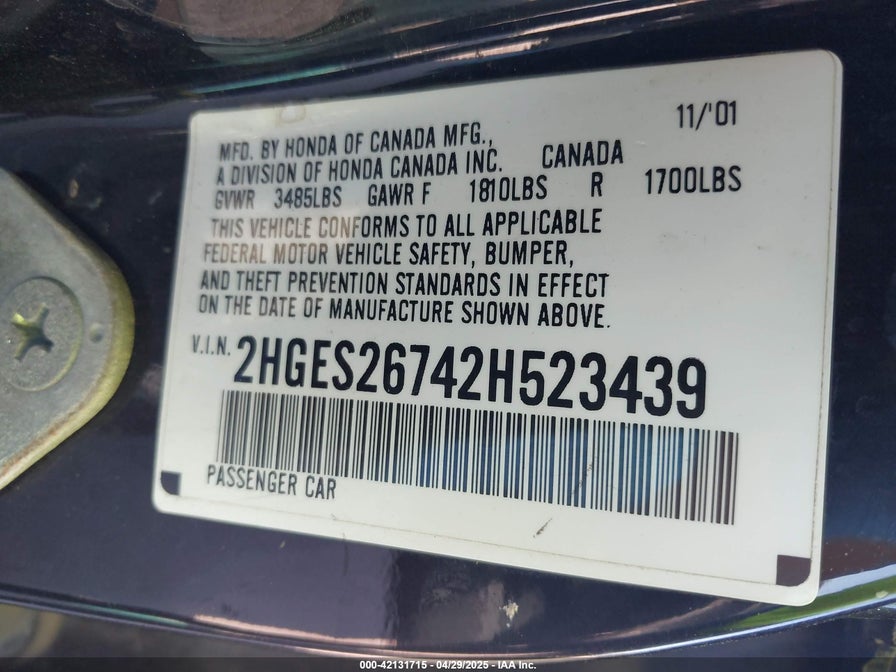 11/'01
MFD. BY HONDA OF CANADA MFG.,
A DIVISION OF HONDA CANADA INC. CANADA
GVWR 3485LBS GAWR F 1810LBS R 1700LBS
THIS VEHICLE CONFORMS TO ALL APPLICABLE
FEDERAL MOTOR VEHICLE SAFETY, BUMPER,
AND THEFT PREVENTION STANDARDS IN EFFECT
ON THE DATE OF MANUFACTURE SHOWN ABOVE.
V.I.N. 2HGES26742H523439
PASSENGER CAR
000-42131715 - 04/29/2025 - IAA Inc.